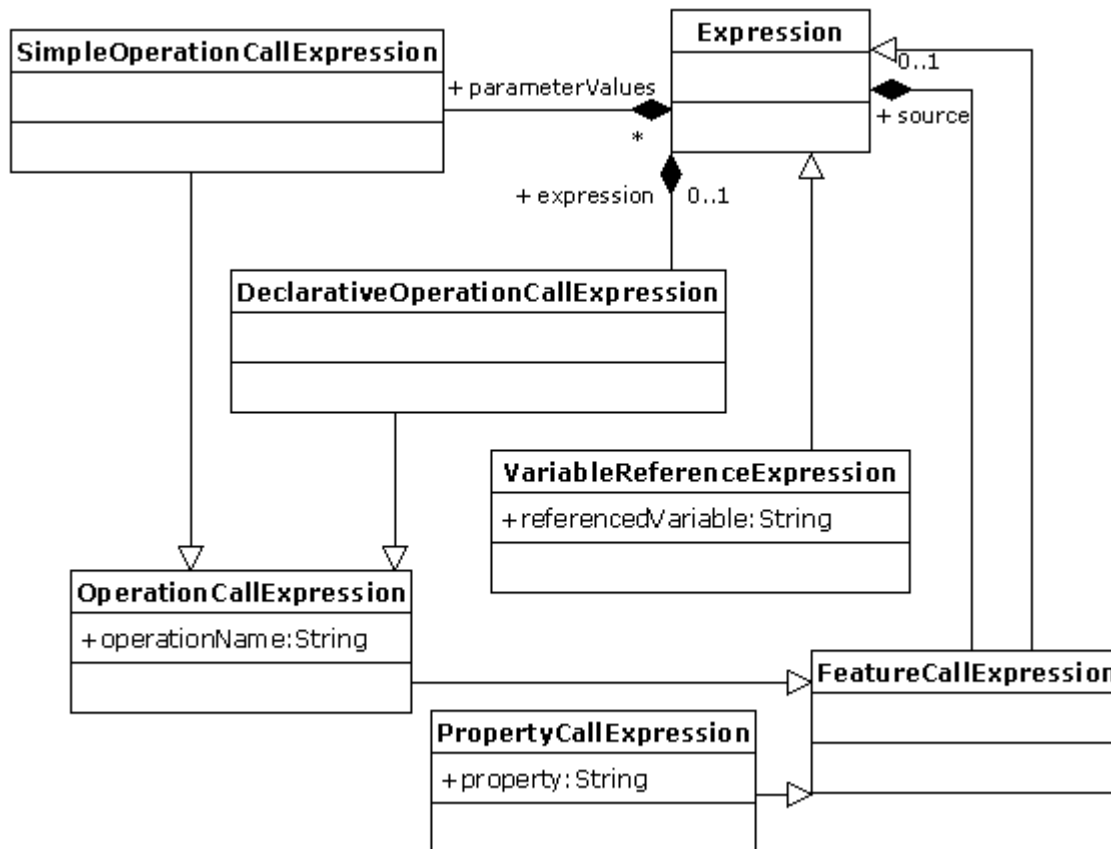 SimpleOperationCallExpression
Expression
0..1
+ parameterValues
+ source
*
+ expression
0..1
DeclarativeOperationCallExpression
VariableReferenceExpression
+referencedVariable:String
OperationCallExpression
+operationName:String
FeatureCallExpression
PropertyCallExpression
+property:String